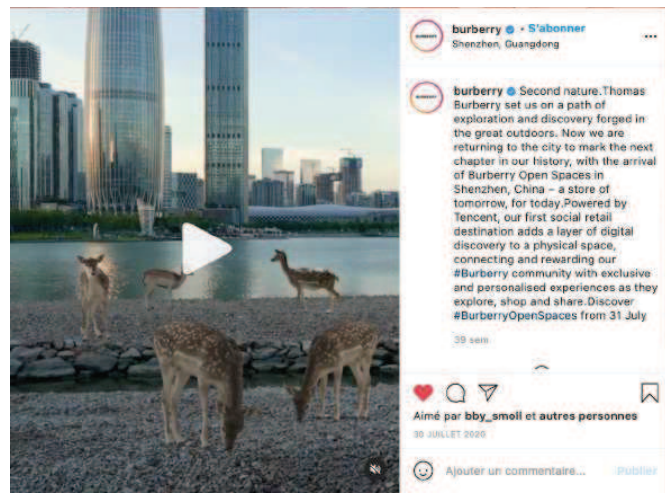 burberry • S'abonner
Shenzhen, Guangdong
burberry Second nature.Thomas
Burberry set us on a path of
exploration and discovery forged in
the great outdoors. Now we are
returning to the city to mark the next
chapter in our history, with the arrival
of Burberry Open Spaces in
Shenzhen, China – a store of
tomorrow, for today.Powered by
Tencent, our first social retail
destination adds a layer of digital
discovery to a physical space,
connecting and rewarding our
#Burberry community with exclusive
and personalised experiences as they
explore, shop and share.Discover
#BurberryOpenSpaces from 31 July
39 sem
Aimé par bby_smoll et autres personnes
30 JUILLET 2020
Ajouter un commentaire... Publier